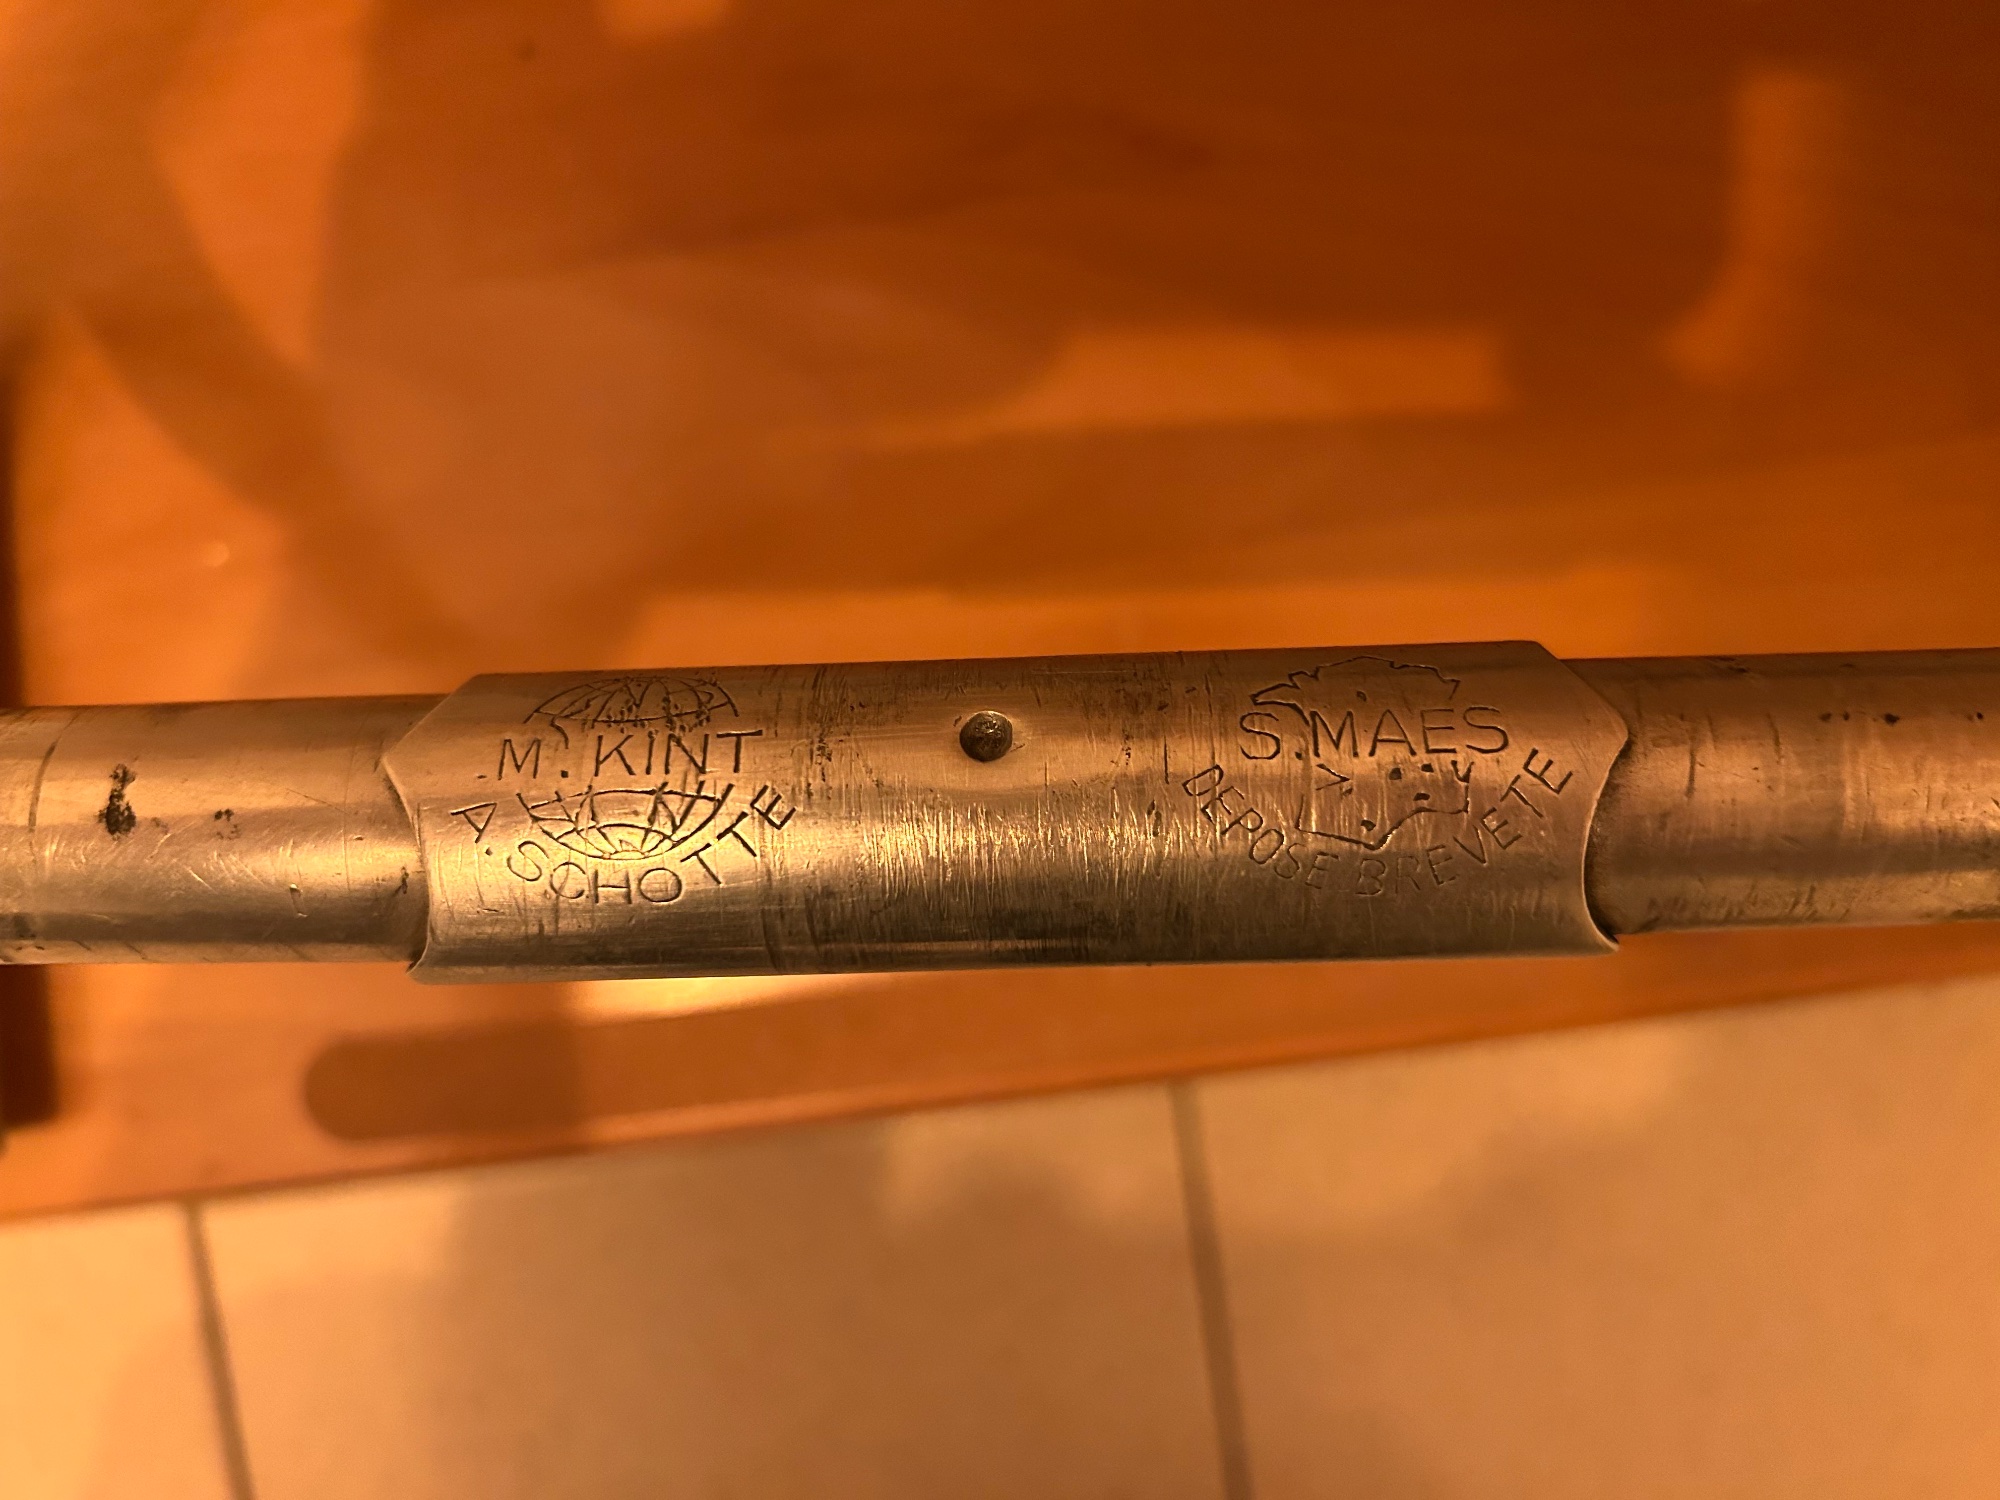 M. KINT
A. SCHOTTE
S. MAES
DEPOSE BREVETE